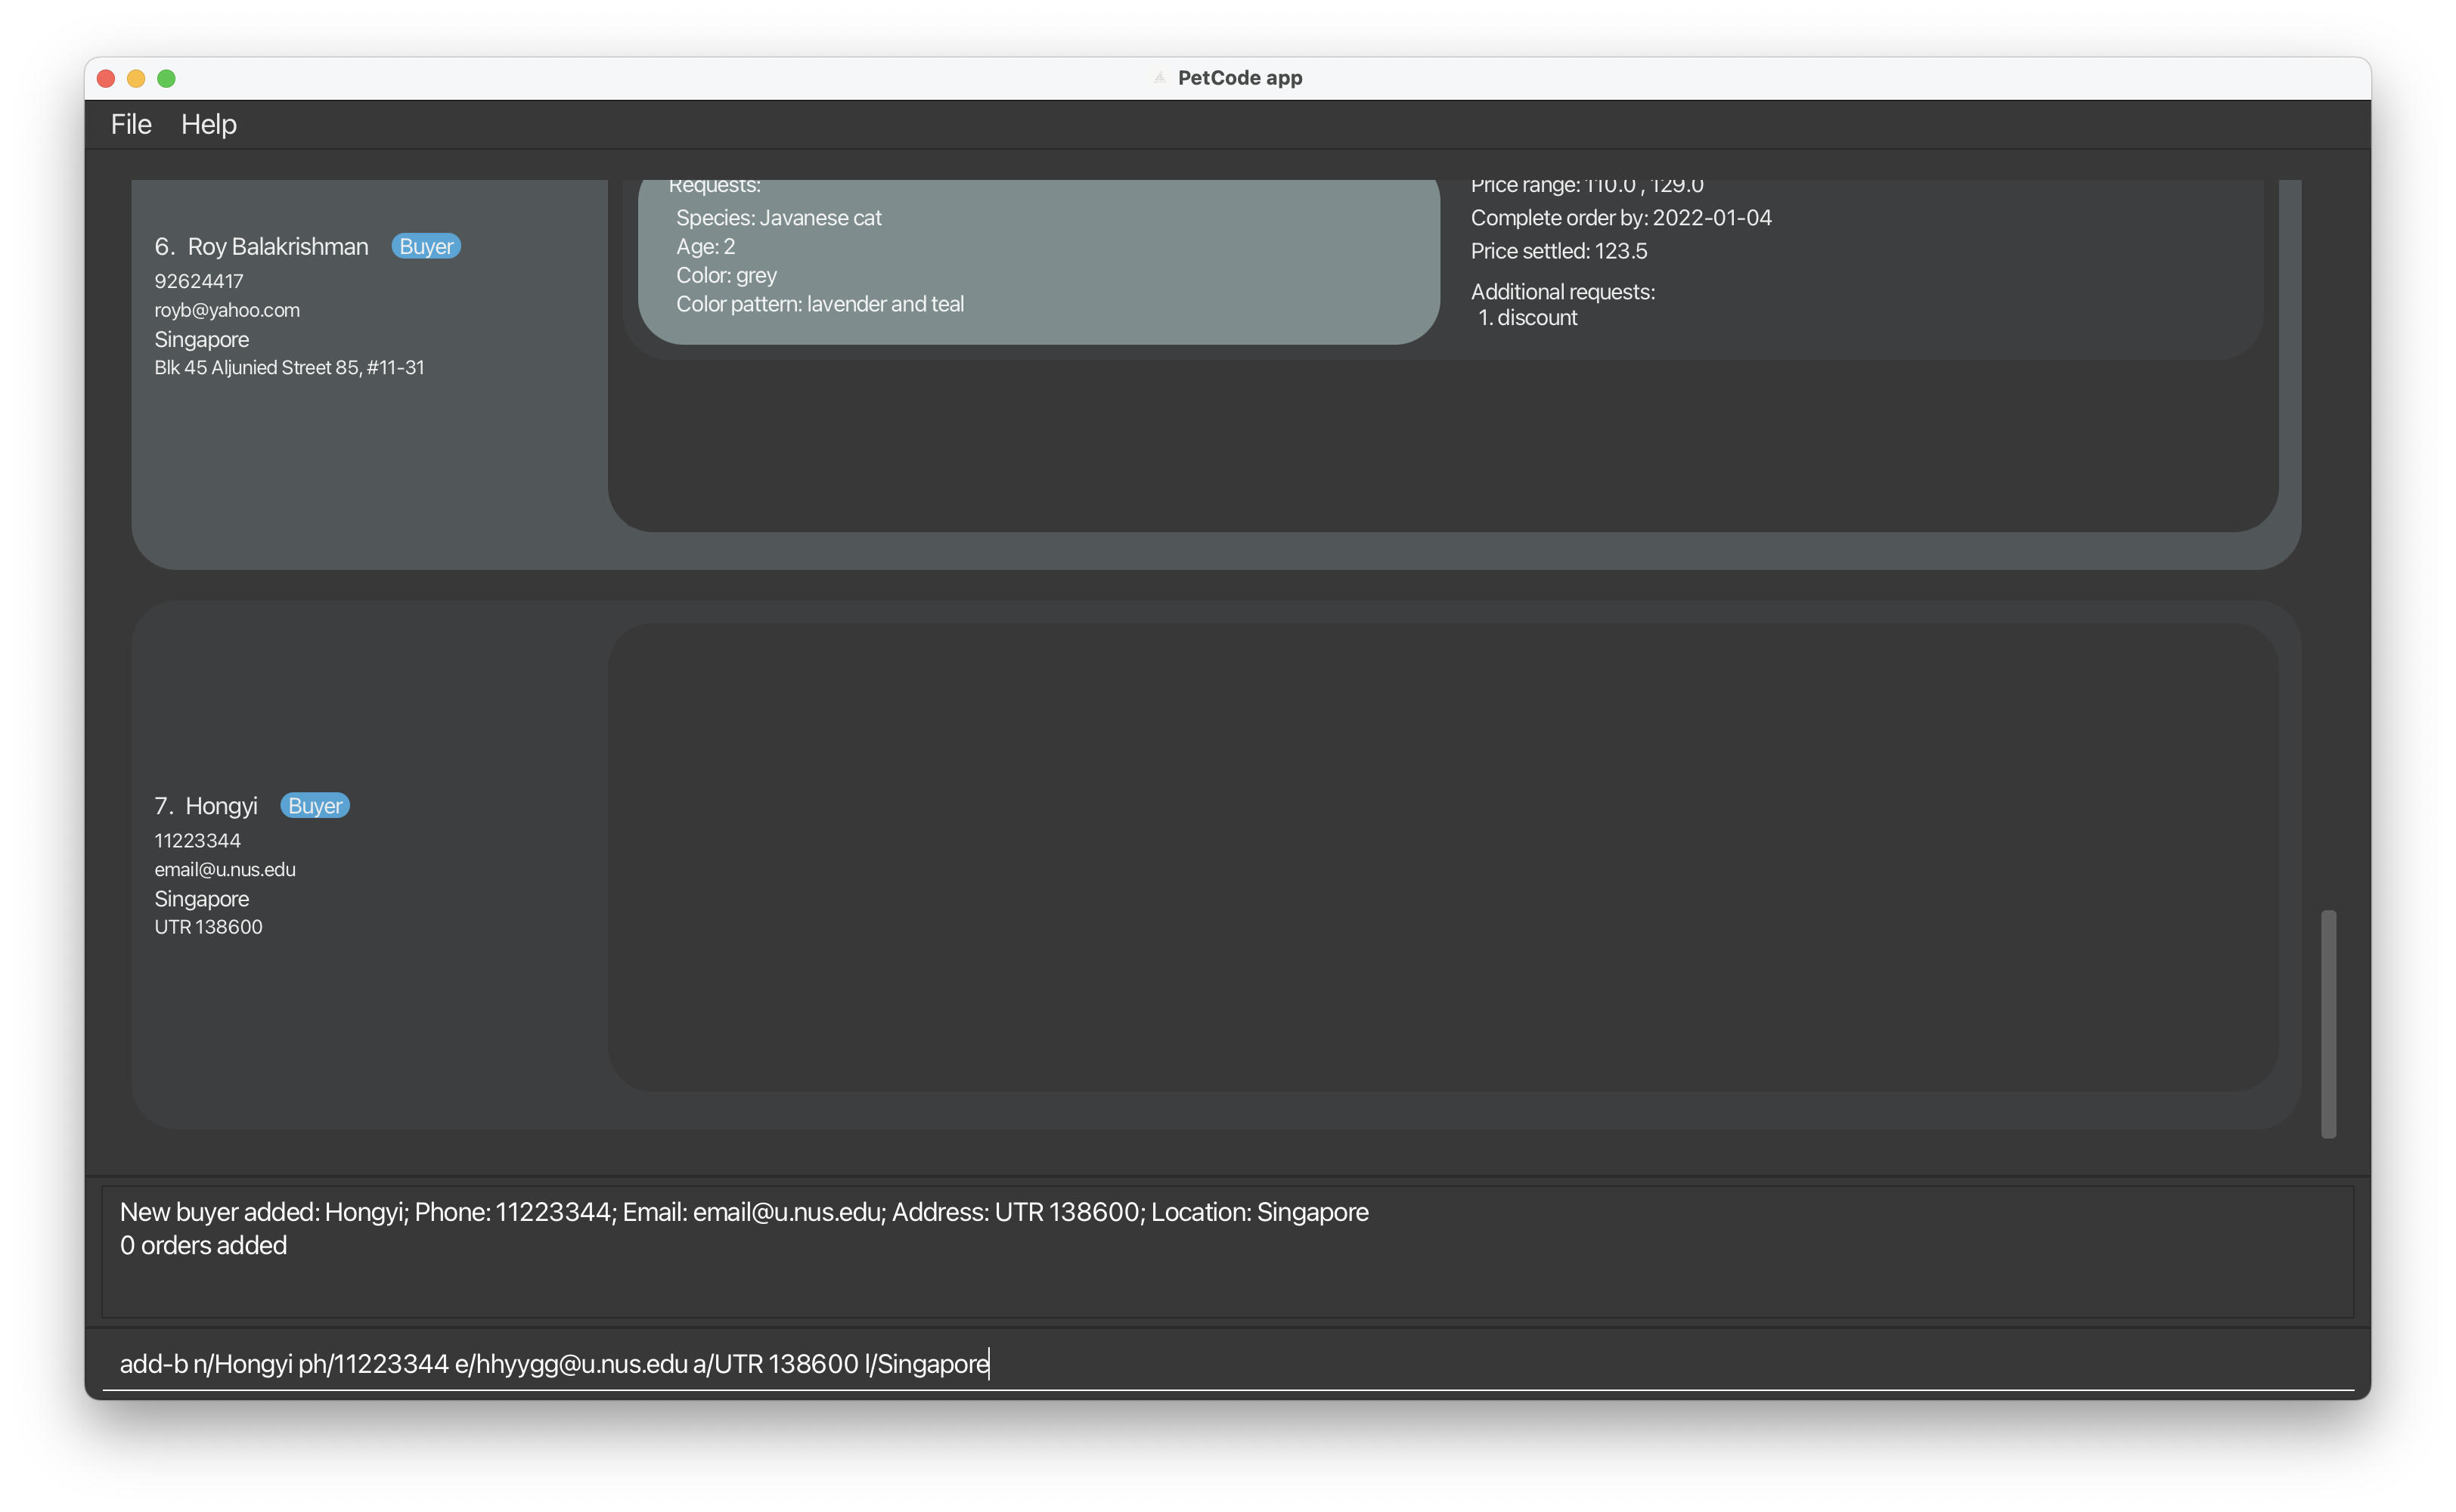 PetCode app
File Help
6. Roy Balakrishman Buyer
92624417
royb@yahoo.com
Singapore
Blk 45 Aljunied Street 85, #11-31
Requests:
Species: Javanese cat
Age: 2
Color: grey
Color pattern: lavender and teal
Price range: 110.0 , 129.0
Complete order by: 2022-01-04
Price settled: 123.5
Additional requests:
1. discount
7. Hongyi Buyer
11223344
email@u.nus.edu
Singapore
UTR 138600
New buyer added: Hongyi; Phone: 11223344; Email: email@u.nus.edu; Address: UTR 138600; Location: Singapore
0 orders added
add-b n/Hongyi ph/11223344 e/hhyygg@u.nus.edu a/UTR 138600 l/Singapore